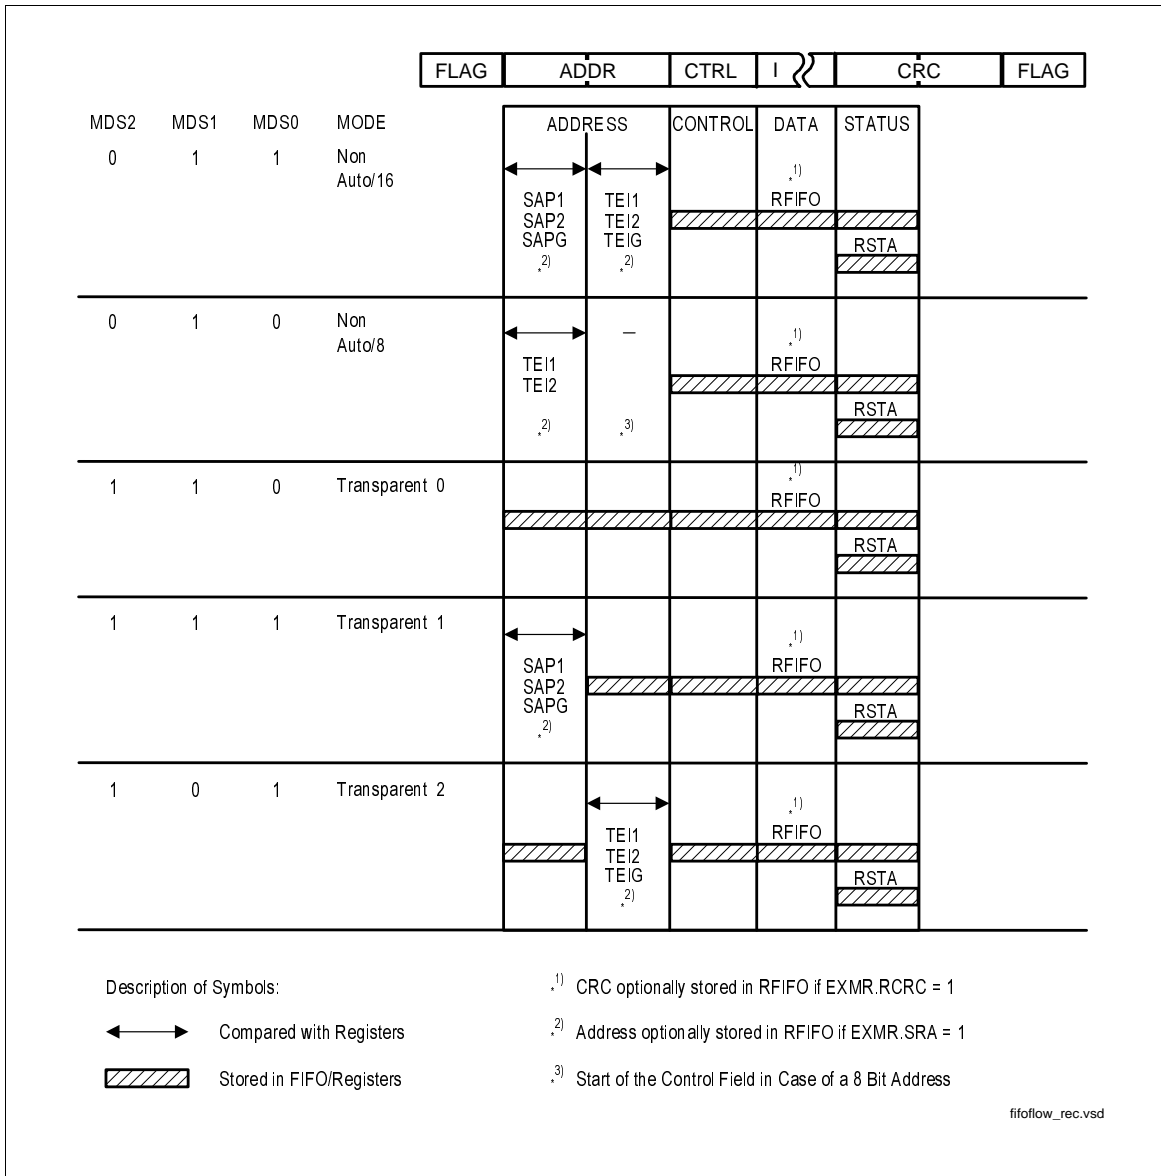 FLAG ADDR CTRL I CRC FLAG
MDS2 MDS1 MDS0 MODE ADDRESS CONTROL DATA STATUS
0 1 1 Non
Auto/16
*1)
SAP1 TEI1 RFIFO
SAP2 TEI2
SAPG TEIG RSTA
*2) *2)
0 1 0 Non –
Auto/8 *1)
TEI1 RFIFO
TEI2
RSTA
*2) *3)
1 1 0 Transparent 0 *1)
RFIFO
RSTA
1 1 1 Transparent 1
*1)
SAP1 RFIFO
SAP2
SAPG RSTA
*2)
1 0 1 Transparent 2
*1)
TEI1 RFIFO
TEI2
TEIG RSTA
*2)
Description of Symbols: *1) CRC optionally stored in RFIFO if EXMR.RCRC = 1
Compared with Registers *2) Address optionally stored in RFIFO if EXMR.SRA = 1
Stored in FIFO/Registers *3) Start of the Control Field in Case of a 8 Bit Address
fifoflow_rec.vsd